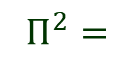 Π² =